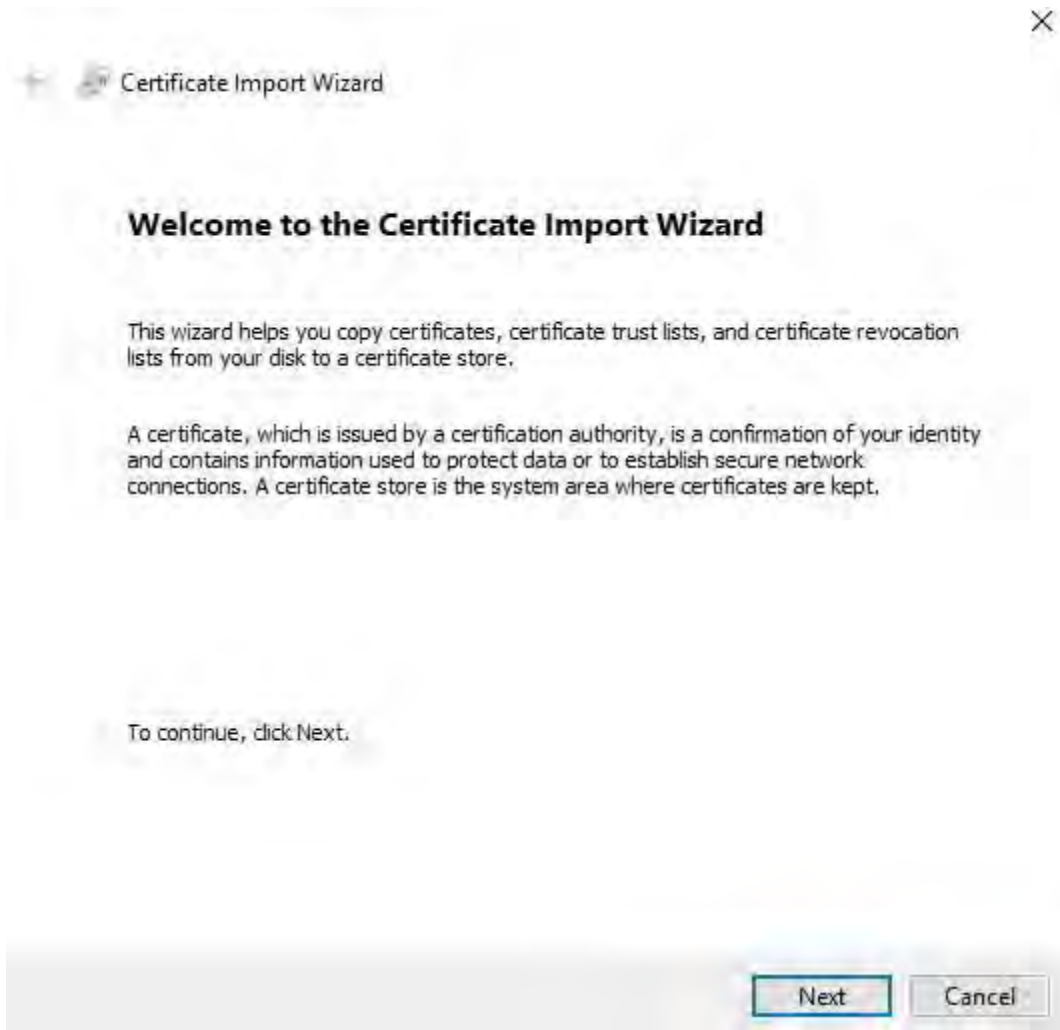 Certificate Import Wizard
Welcome to the Certificate Import Wizard
This wizard helps you copy certificates, certificate trust lists, and certificate revocation
lists from your disk to a certificate store.
A certificate, which is issued by a certification authority, is a confirmation of your identity
and contains information used to protect data or to establish secure network
connections. A certificate store is the system area where certificates are kept.
To continue, click Next.
Next Cancel